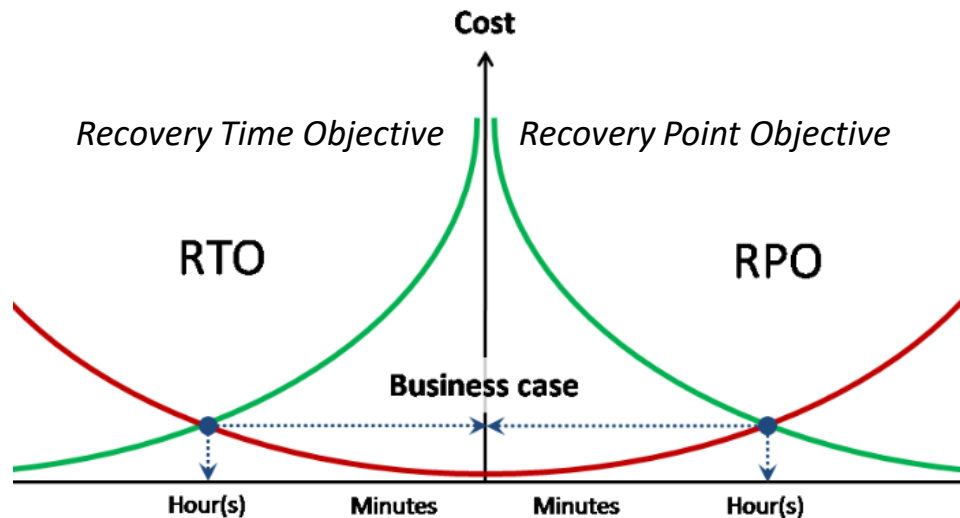 Cost
Recovery Time Objective Recovery Point Objective
RTO RPO
Business case
Hour(s) Minutes Minutes Hour(s)